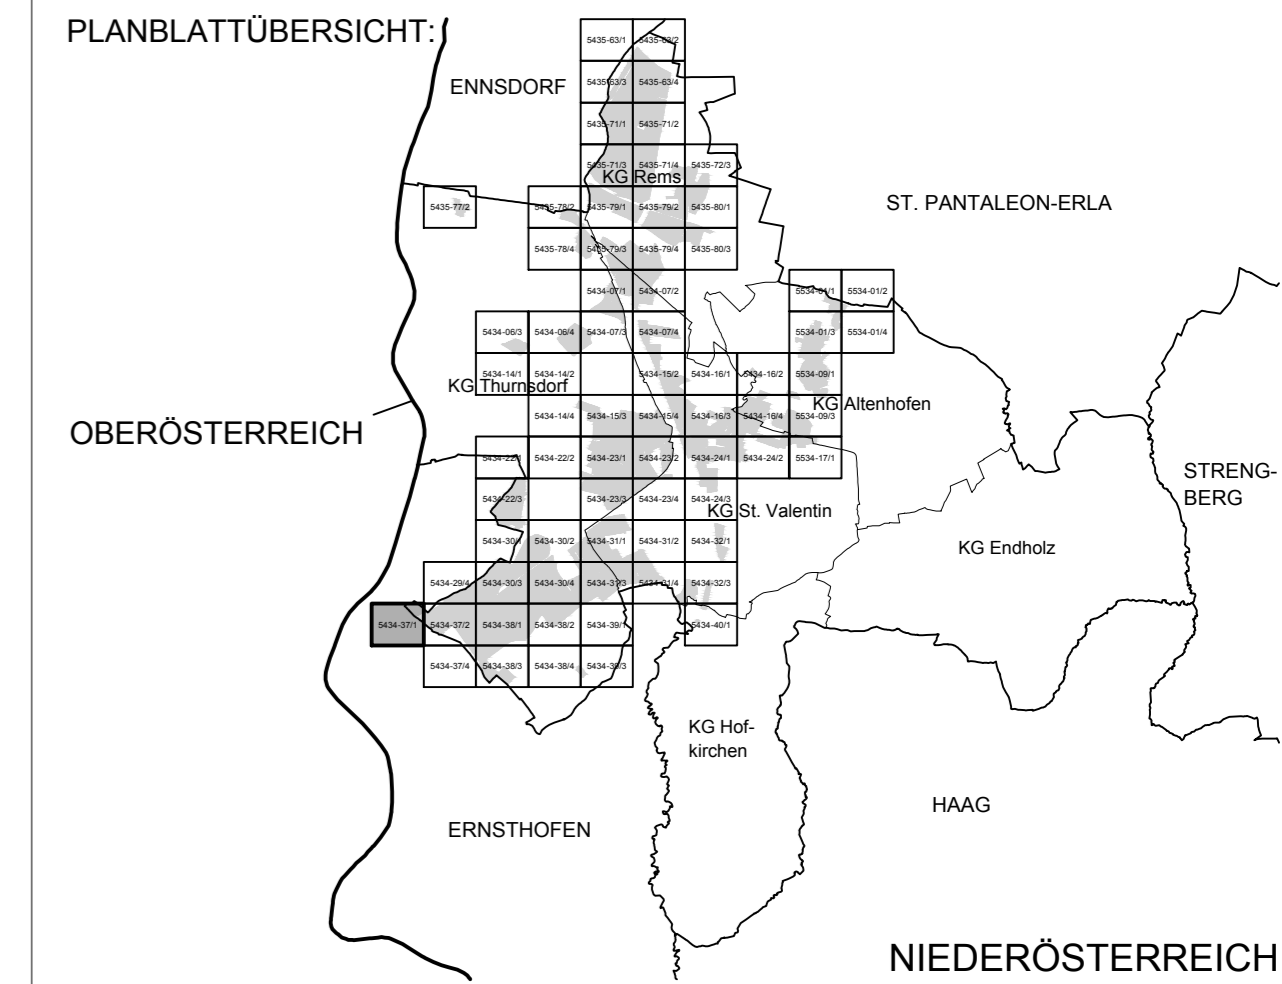 PLANBLATTÜBERSICHT:
5435-63/1 5435-63/2
ENNSDORF
5435-63/3 5435-63/4
5435-71/1 5435-71/2
5435-71/3 5435-71/4 5435-72/3
KG Rems
5435-77/2 5435-78/2 5435-79/1 5435-79/2 5435-80/1
ST. PANTALEON-ERLA
5435-78/4 5435-79/3 5435-79/4 5435-80/3
5434-07/1 5434-07/2 5534-01/1 5534-01/2
5434-06/3 5434-06/4 5434-07/3 5434-07/4 5534-01/3 5534-01/4
5434-14/1 5434-14/2 5434-15/2 5434-16/1 5434-16/2 5534-09/1
KG Thurnsdorf
KG Altenhofen
5434-14/4 5434-15/3 5434-15/4 5434-16/3 5434-16/4 5534-09/3
OBERÖSTERREICH
5434-22/1 5434-22/2 5434-23/1 5434-23/2 5434-24/1 5434-24/2 5534-17/1
STRENG-
BERG
5434-22/3 5434-23/3 5434-23/4 5434-24/3
KG St. Valentin
5434-30/1 5434-30/2 5434-31/1 5434-31/2 5434-32/1
KG Endholz
5434-29/4 5434-30/3 5434-30/4 5434-31/3 5434-31/4 5434-32/3
5434-37/1 5434-37/2 5434-38/1 5434-38/2 5434-39/1 5434-40/1
5434-37/4 5434-38/3 5434-38/4 5434-39/3
KG Hof-
kirchen
HAAG
ERNSTHOFEN
NIEDERÖSTERREICH